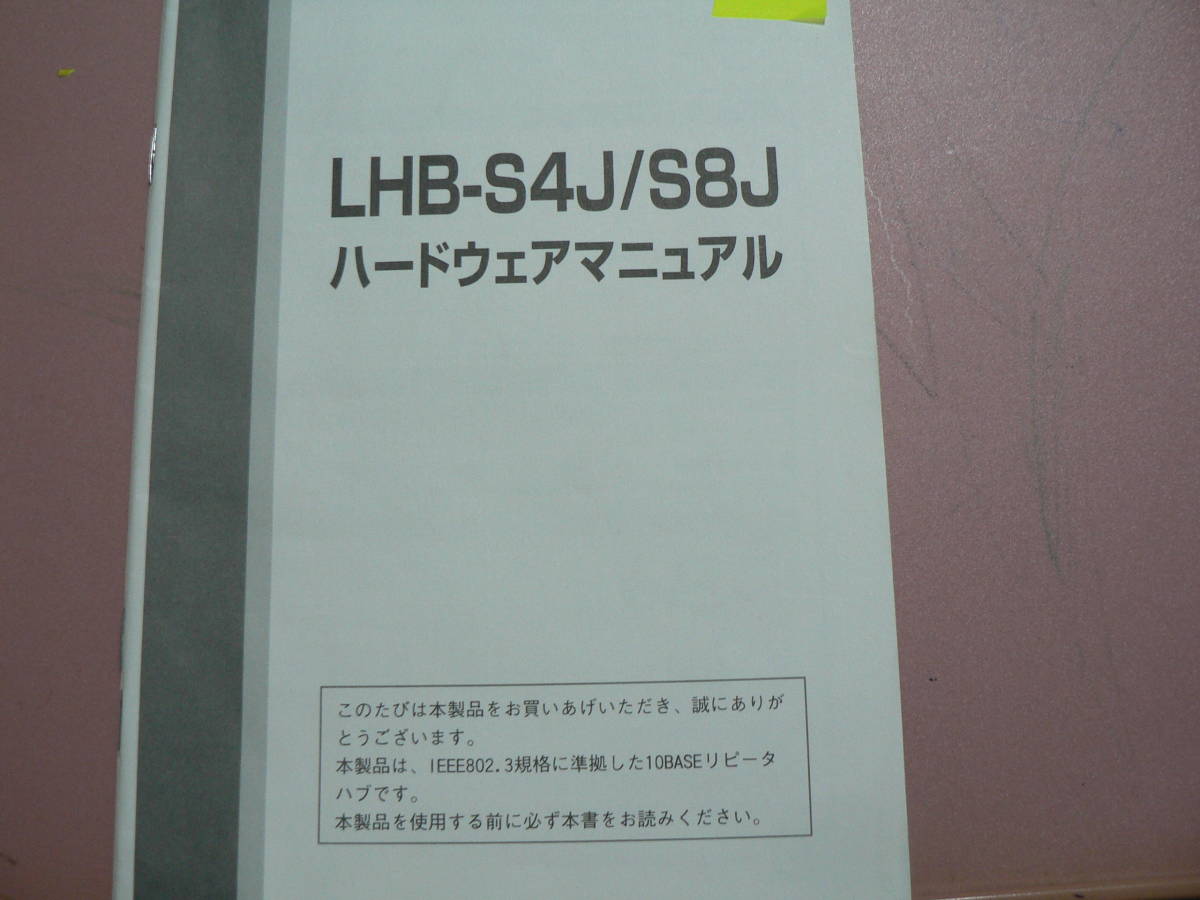 LHB-S4J/S8J
ハードウェアマニュアル
このたびは本製品をお買いあげいただき、誠にありが
とうございます。
本製品は、IEEE802.3規格に準拠した10BASEリピータ
ハブです。
本製品を使用する前に必ず本書をお読みください。